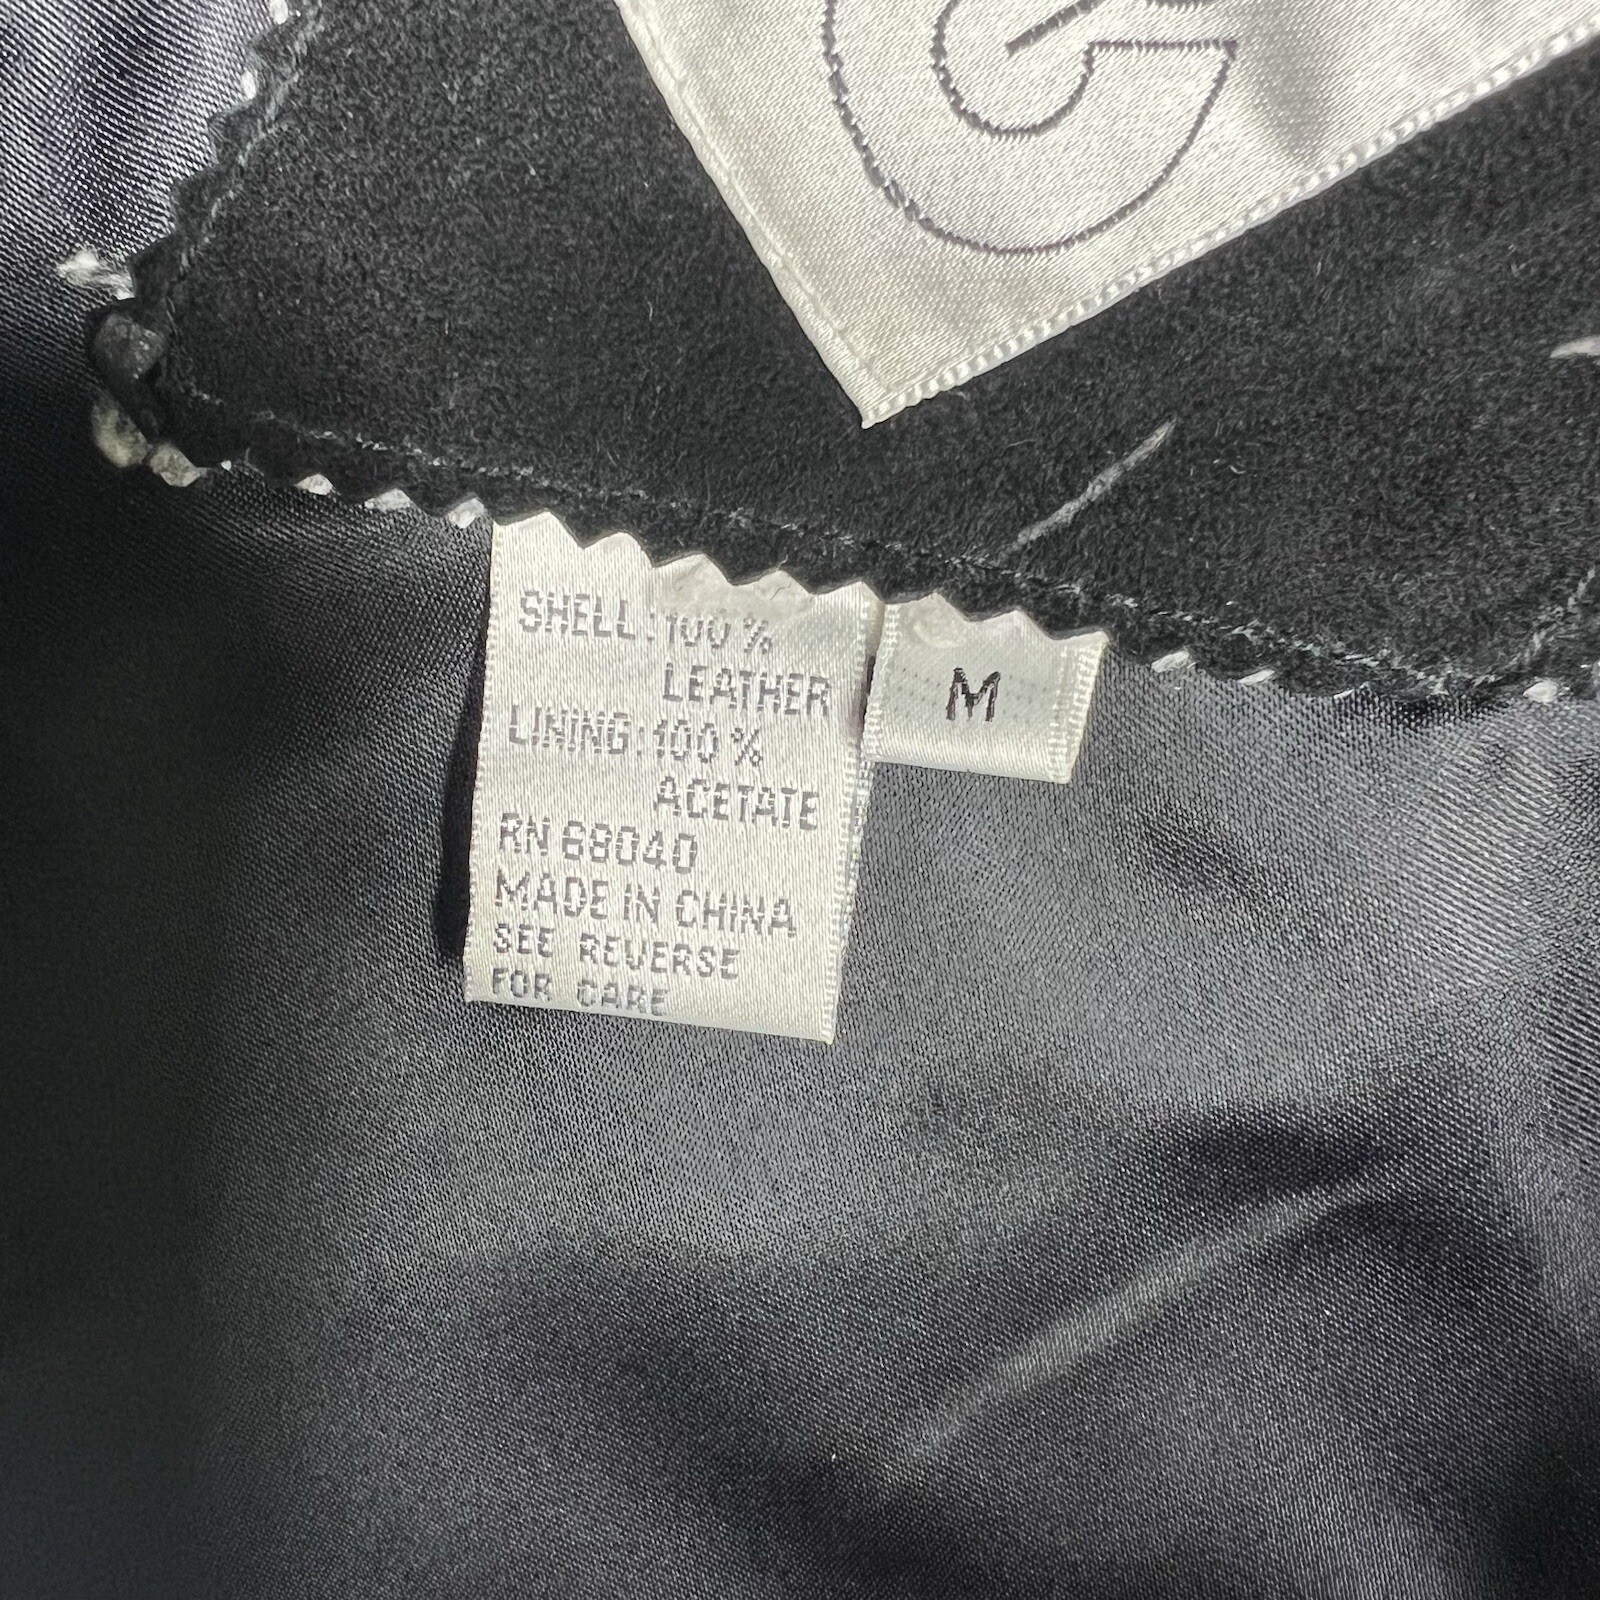 G
SHELL: 100%
LEATHER
LINING: 100%
ACETATE
RN 68040
MADE IN CHINA
SEE REVERSE
FOR CARE
M